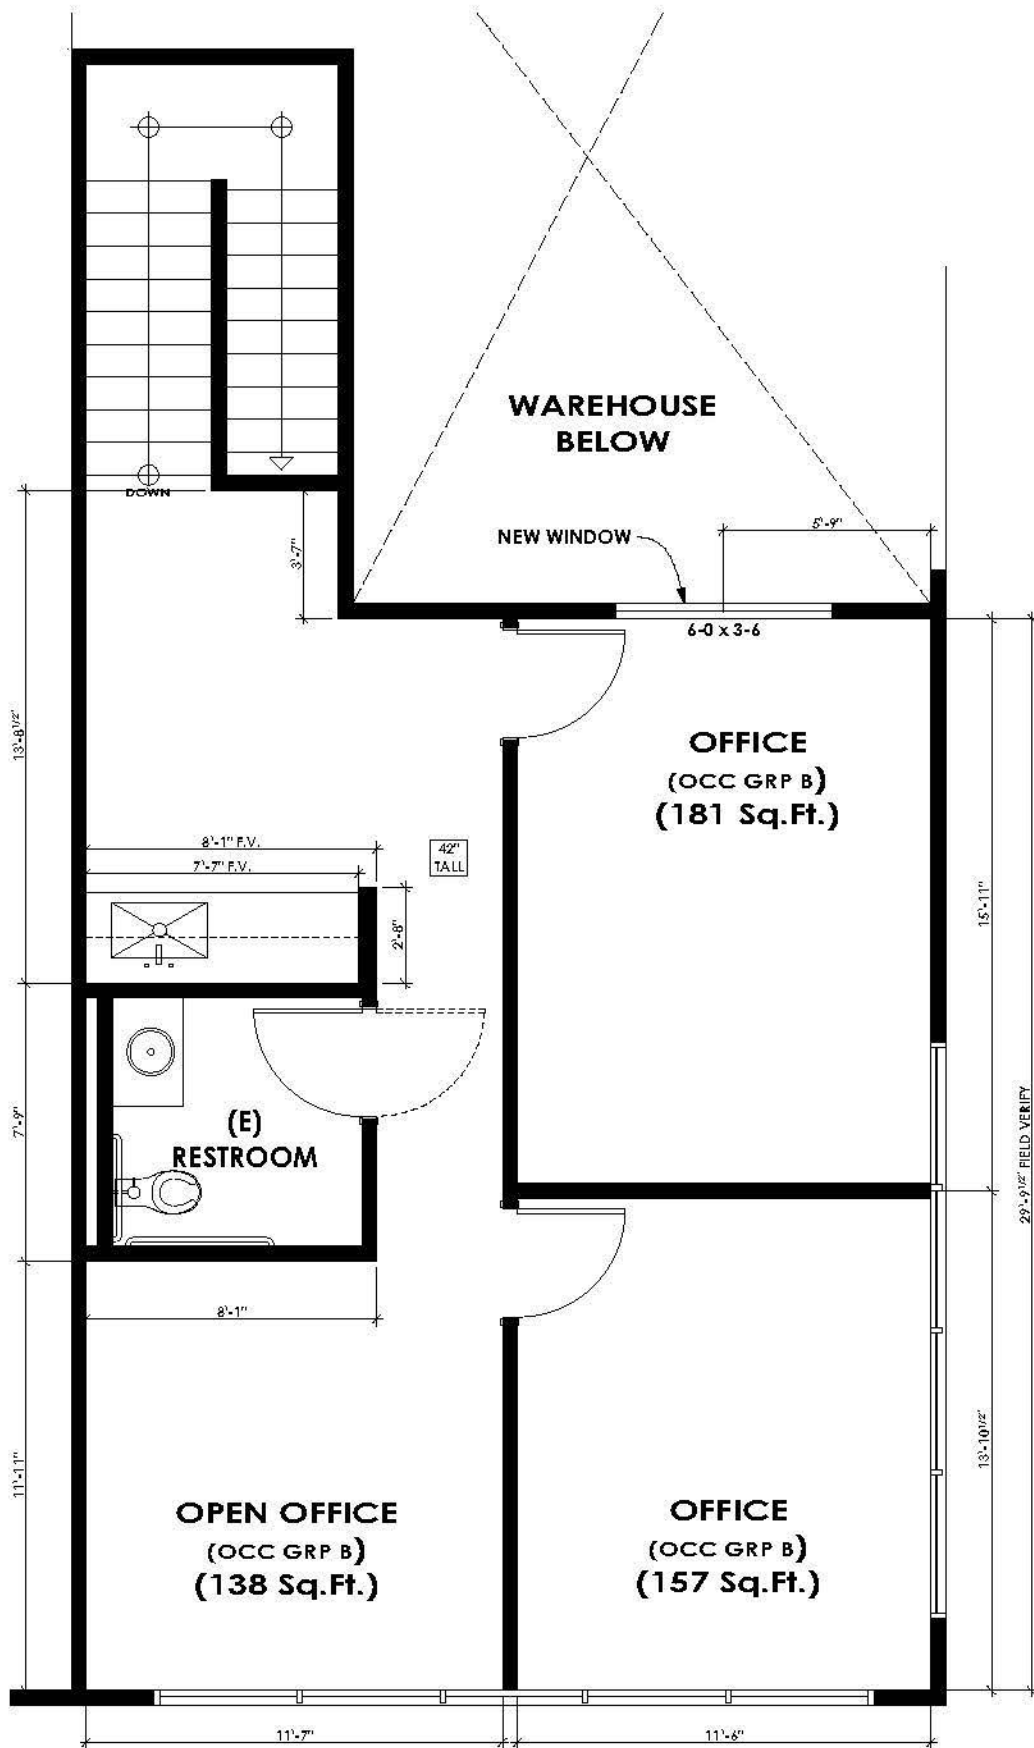 DOWN
WAREHOUSE
BELOW
5'-9"
NEW WINDOW
3'-7"
6-0 x 3-6
OFFICE
(OCC GRP B)
(181 Sq.Ft.)
13'-8 1/2"
8'-1" F.V.
7'-7" F.V.
42"
TALL
2'-8"
15'-11"
(E)
RESTROOM
7'-9"
29'-9 1/2" FIELD VERIFY
8'-1"
11'-11"
13'-10 1/2"
OPEN OFFICE
(OCC GRP B)
(138 Sq.Ft.)
OFFICE
(OCC GRP B)
(157 Sq.Ft.)
11'-7"
11'-6"